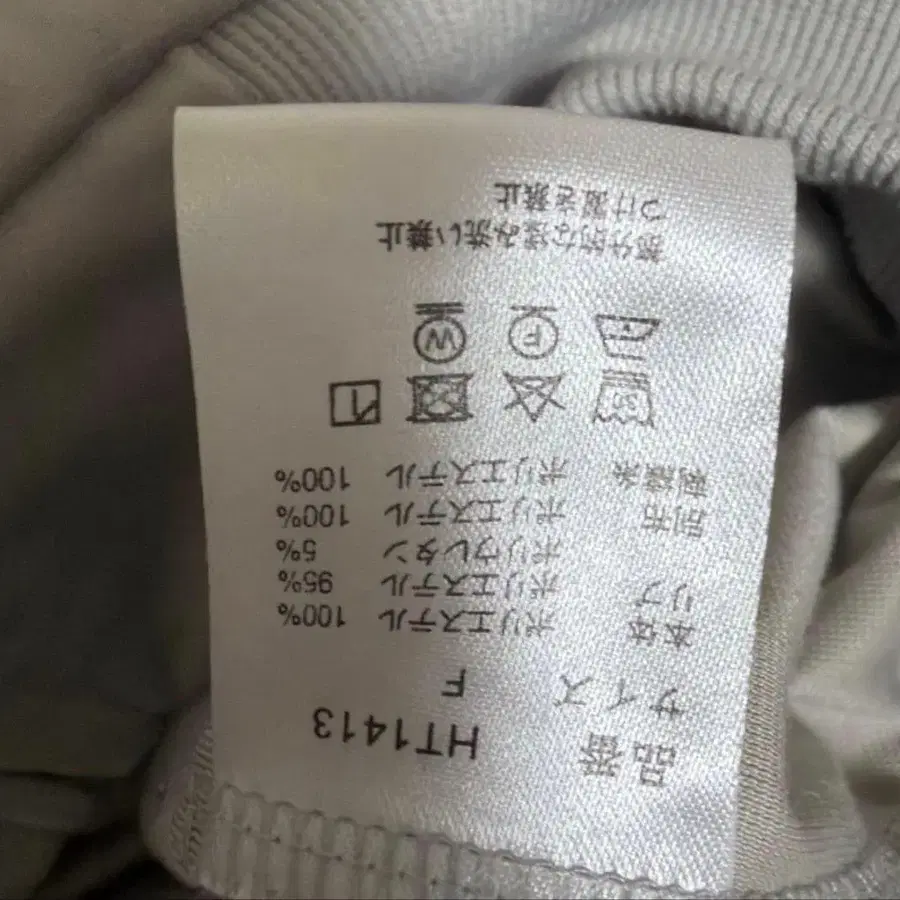 品番 HT1413
サイズ F
本体 ポリエステル 100%
リブ ポリエステル 95%
ポリウレタン 5%
別布 ポリエステル 100%
刺繍糸 ポリエステル 100%
F W
部分的な揉み洗い禁止
つけ置き禁止